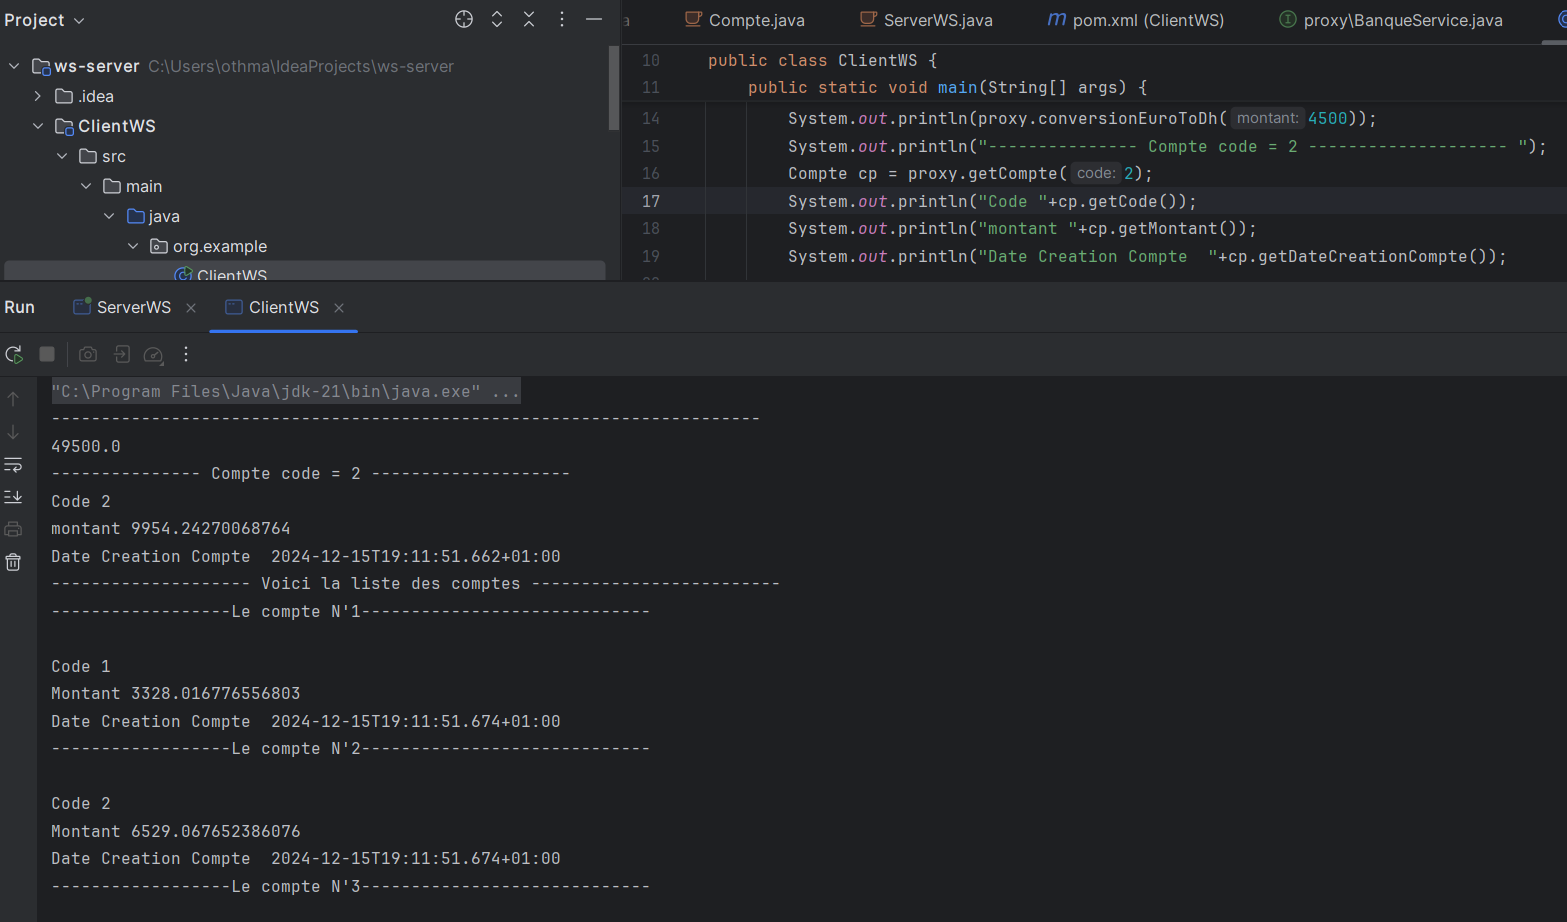 Project
ws-server C:\Users\othma\IdeaProjects\ws-server
.idea
ClientWS
src
main
java
org.example
ClientWS
a Compte.java ServerWS.java m pom.xml (ClientWS) I proxy\BanqueService.java
10 public class ClientWS {
11 public static void main(String[] args) {
14 System.out.println(proxy.conversionEuroToDh( montant: 4500));
15 System.out.println("--------------- Compte code = 2 -------------------- ");
16 Compte cp = proxy.getCompte( code: 2);
17 System.out.println("Code "+cp.getCode());
18 System.out.println("montant "+cp.getMontant());
19 System.out.println("Date Creation Compte  "+cp.getDateCreationCompte());
Run ServerWS ClientWS
"C:\Program Files\Java\jdk-21\bin\java.exe" ...
-----------------------------------------------------------------------
49500.0
--------------- Compte code = 2 --------------------
Code 2
montant 9954.24270068764
Date Creation Compte  2024-12-15T19:11:51.662+01:00
-------------------- Voici la liste des comptes -------------------------
------------------Le compte N'1-----------------------------
Code 1
Montant 3328.016776556803
Date Creation Compte  2024-12-15T19:11:51.674+01:00
------------------Le compte N'2-----------------------------
Code 2
Montant 6529.067652386076
Date Creation Compte  2024-12-15T19:11:51.674+01:00
------------------Le compte N'3-----------------------------